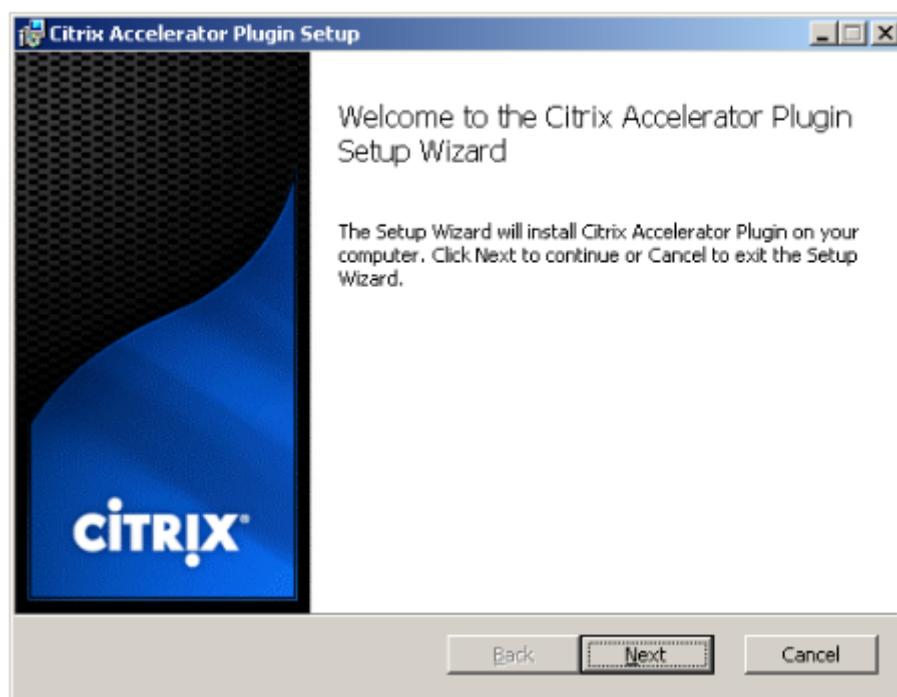 Citrix Accelerator Plugin Setup
Welcome to the Citrix Accelerator Plugin
Setup Wizard
The Setup Wizard will install Citrix Accelerator Plugin on your
computer. Click Next to continue or Cancel to exit the Setup
Wizard.
CITRIX®
Back Next Cancel